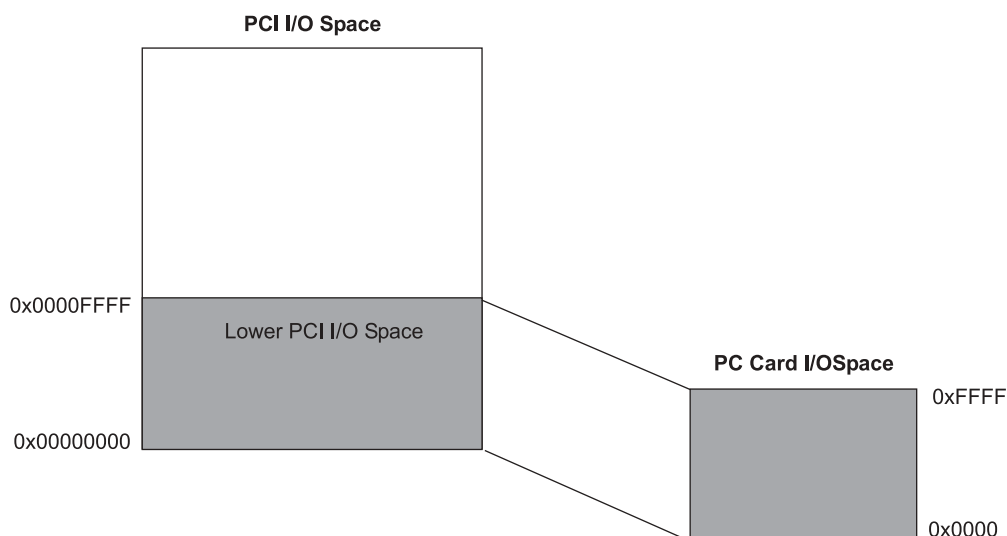 PCI I/O Space
0x0000FFFF
Lower PCI I/O Space
0x00000000
PC Card I/OSpace
0xFFFF
0x0000